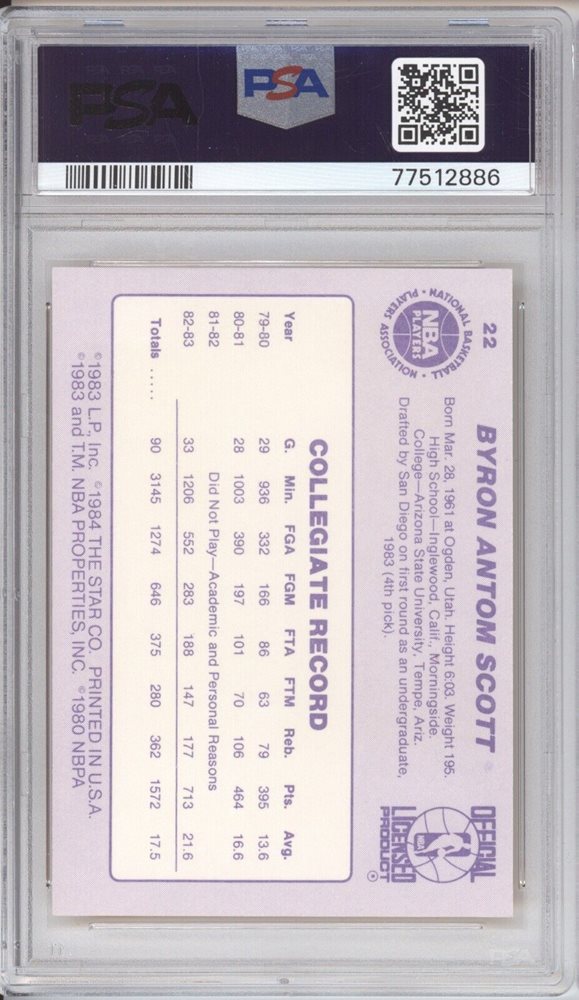 PSA
PSA
77512886
22
BYRON ANTOM SCOTT
NATIONAL BASKETBALL
NBA
PLAYERS
PLAYERS ASSOCIATION
Born Mar. 28, 1961 at Ogden, Utah. Height 6:03. Weight 195.
High School—Inglewood, Calif., Morningside.
College—Arizona State University, Tempe, Ariz.
Drafted by San Diego on first round as an undergraduate,
1983 (4th pick).
OFFICIAL
NBA
LICENSED
PRODUCT ®
COLLEGIATE RECORD
Year G. Min. FGA FGM FTA FTM Reb. Pts. Avg.
79-80 29 936 332 166 86 63 79 395 13.6
80-81 28 1003 390 197 101 70 106 464 16.6
81-82 Did Not Play—Academic and Personal Reasons
82-83 33 1206 552 283 188 147 177 713 21.6
Totals ..... 90 3145 1274 646 375 280 362 1572 17.5
©1983 L.P., Inc. ©1984 THE STAR CO. PRINTED IN U.S.A.
©1983 and T.M. NBA PROPERTIES, INC. ©1980 NBPA